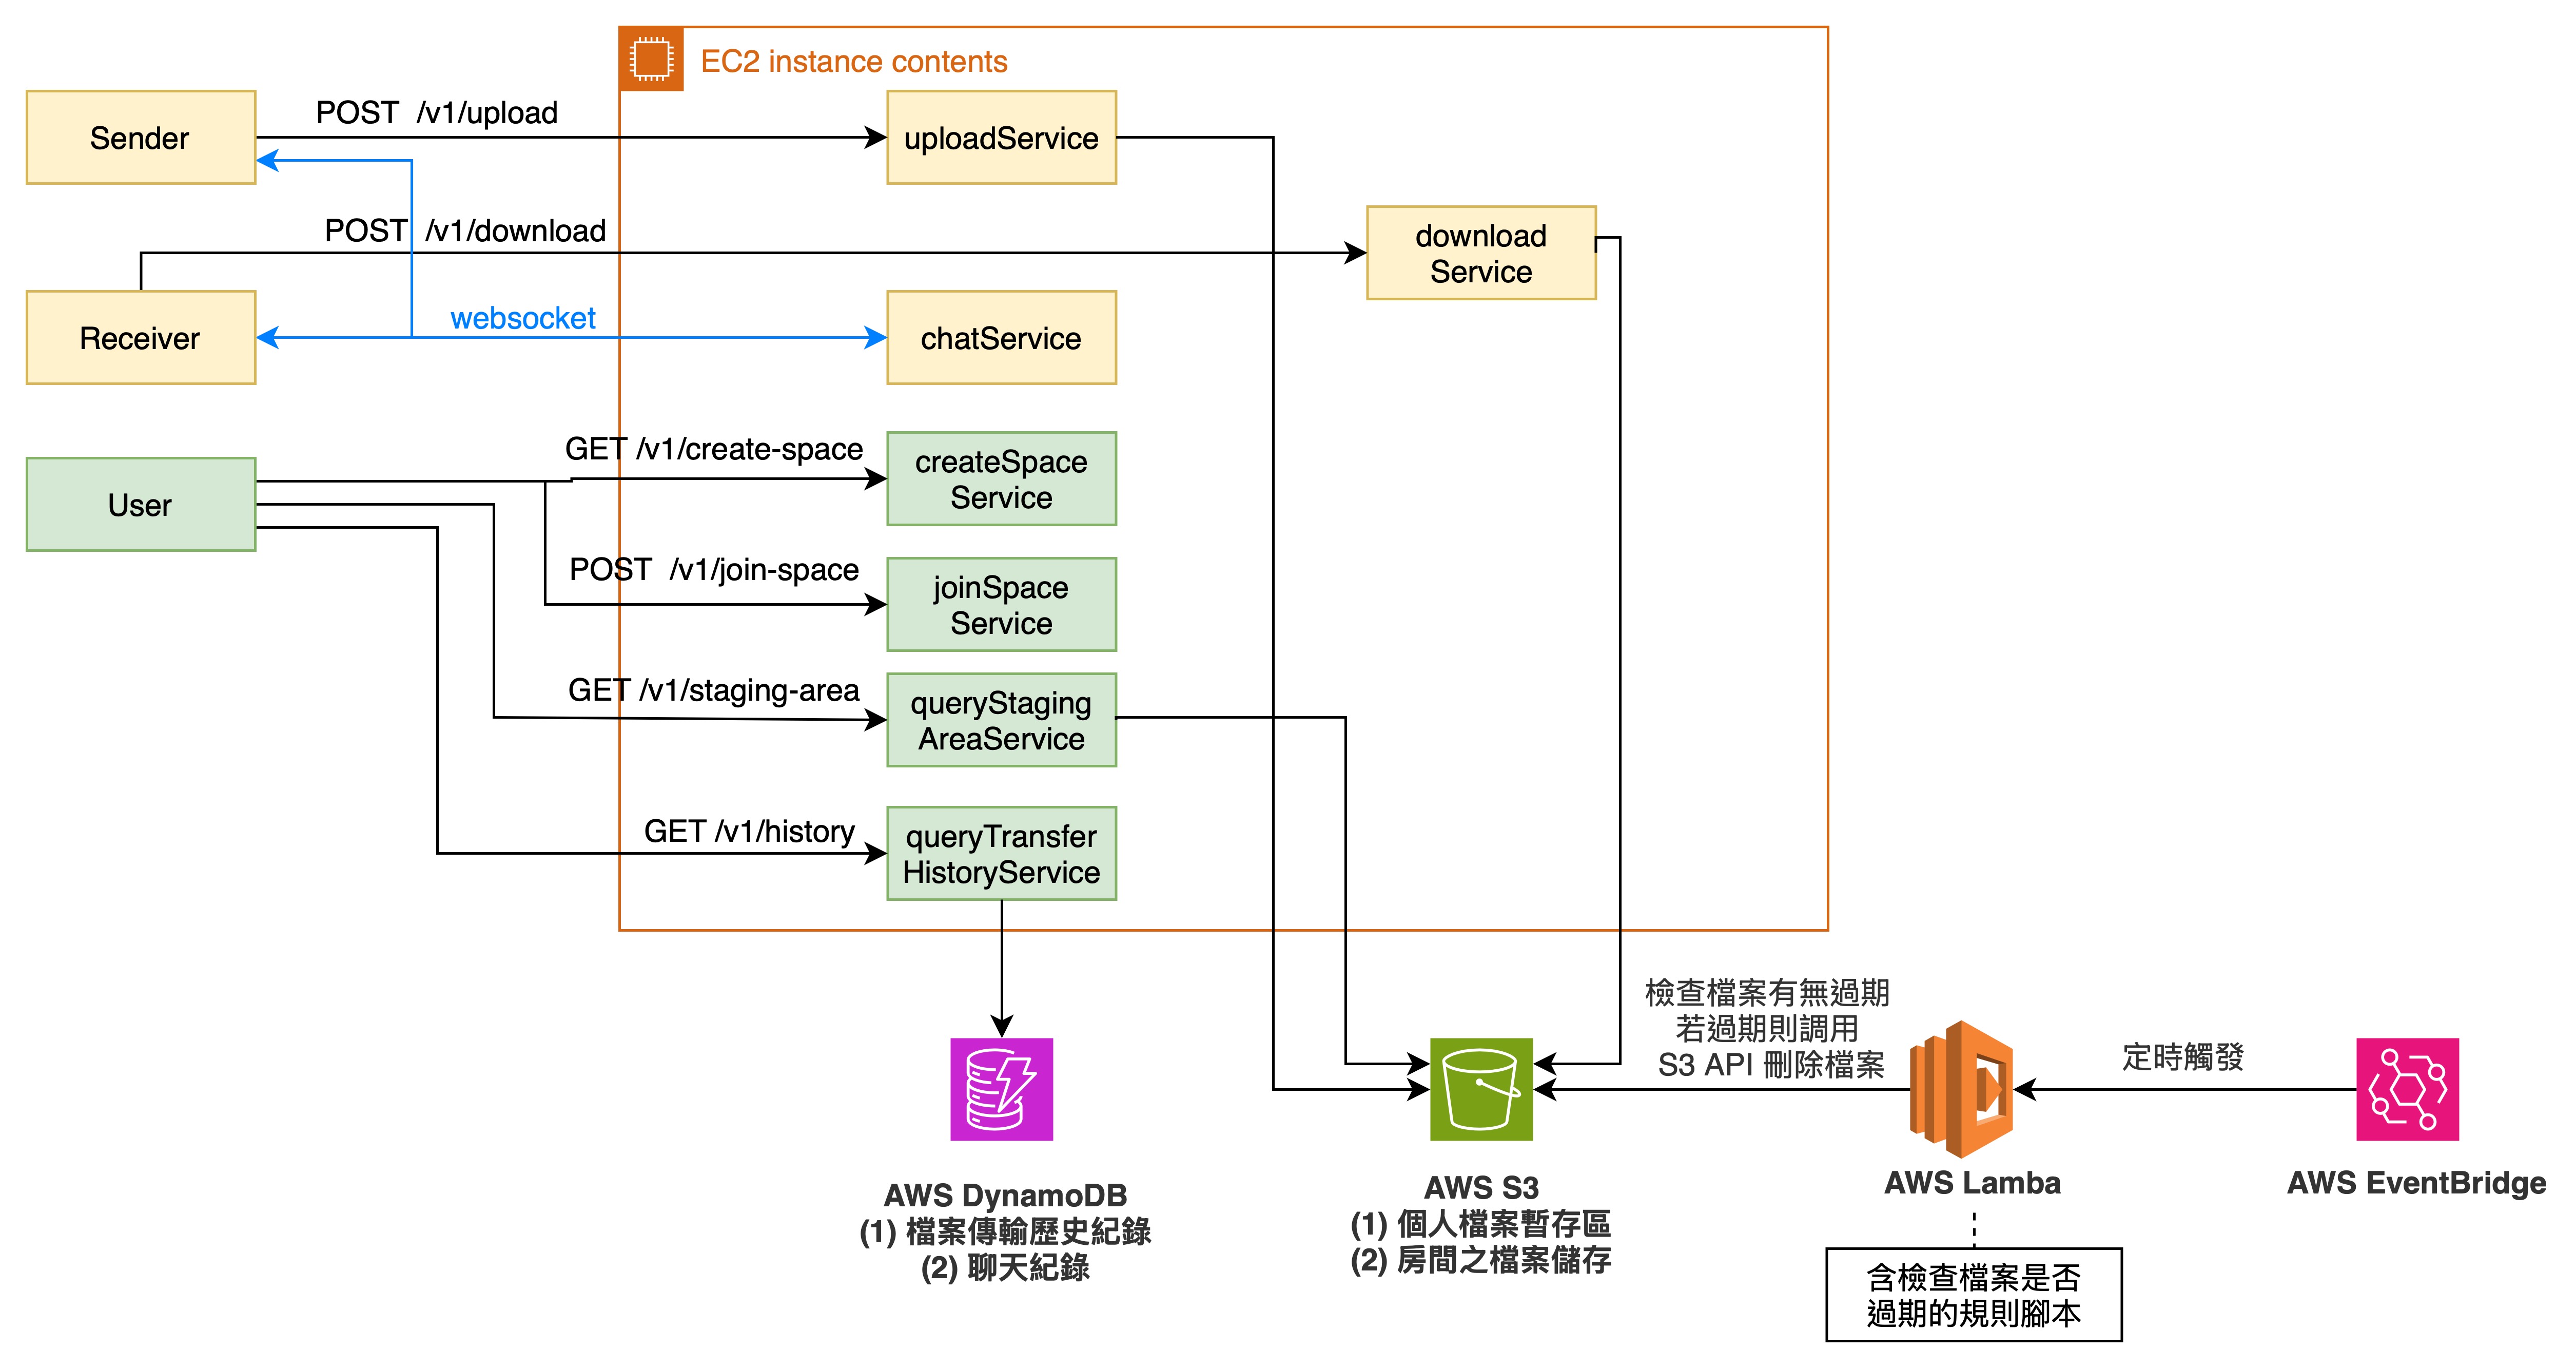 EC2 instance contents
Sender
POST /v1/upload
uploadService
POST /v1/download
download
Service
Receiver
websocket
chatService
User
GET /v1/create-space
createSpace
Service
POST /v1/join-space
joinSpace
Service
GET /v1/staging-area
queryStaging
AreaService
GET /v1/history
queryTransfer
HistoryService
檢查檔案有無過期
若過期則調用
S3 API 刪除檔案
定時觸發
AWS DynamoDB
(1) 檔案傳輸歷史紀錄
(2) 聊天紀錄
AWS S3
(1) 個人檔案暫存區
(2) 房間之檔案儲存
AWS Lamba
AWS EventBridge
含檢查檔案是否
過期的規則腳本